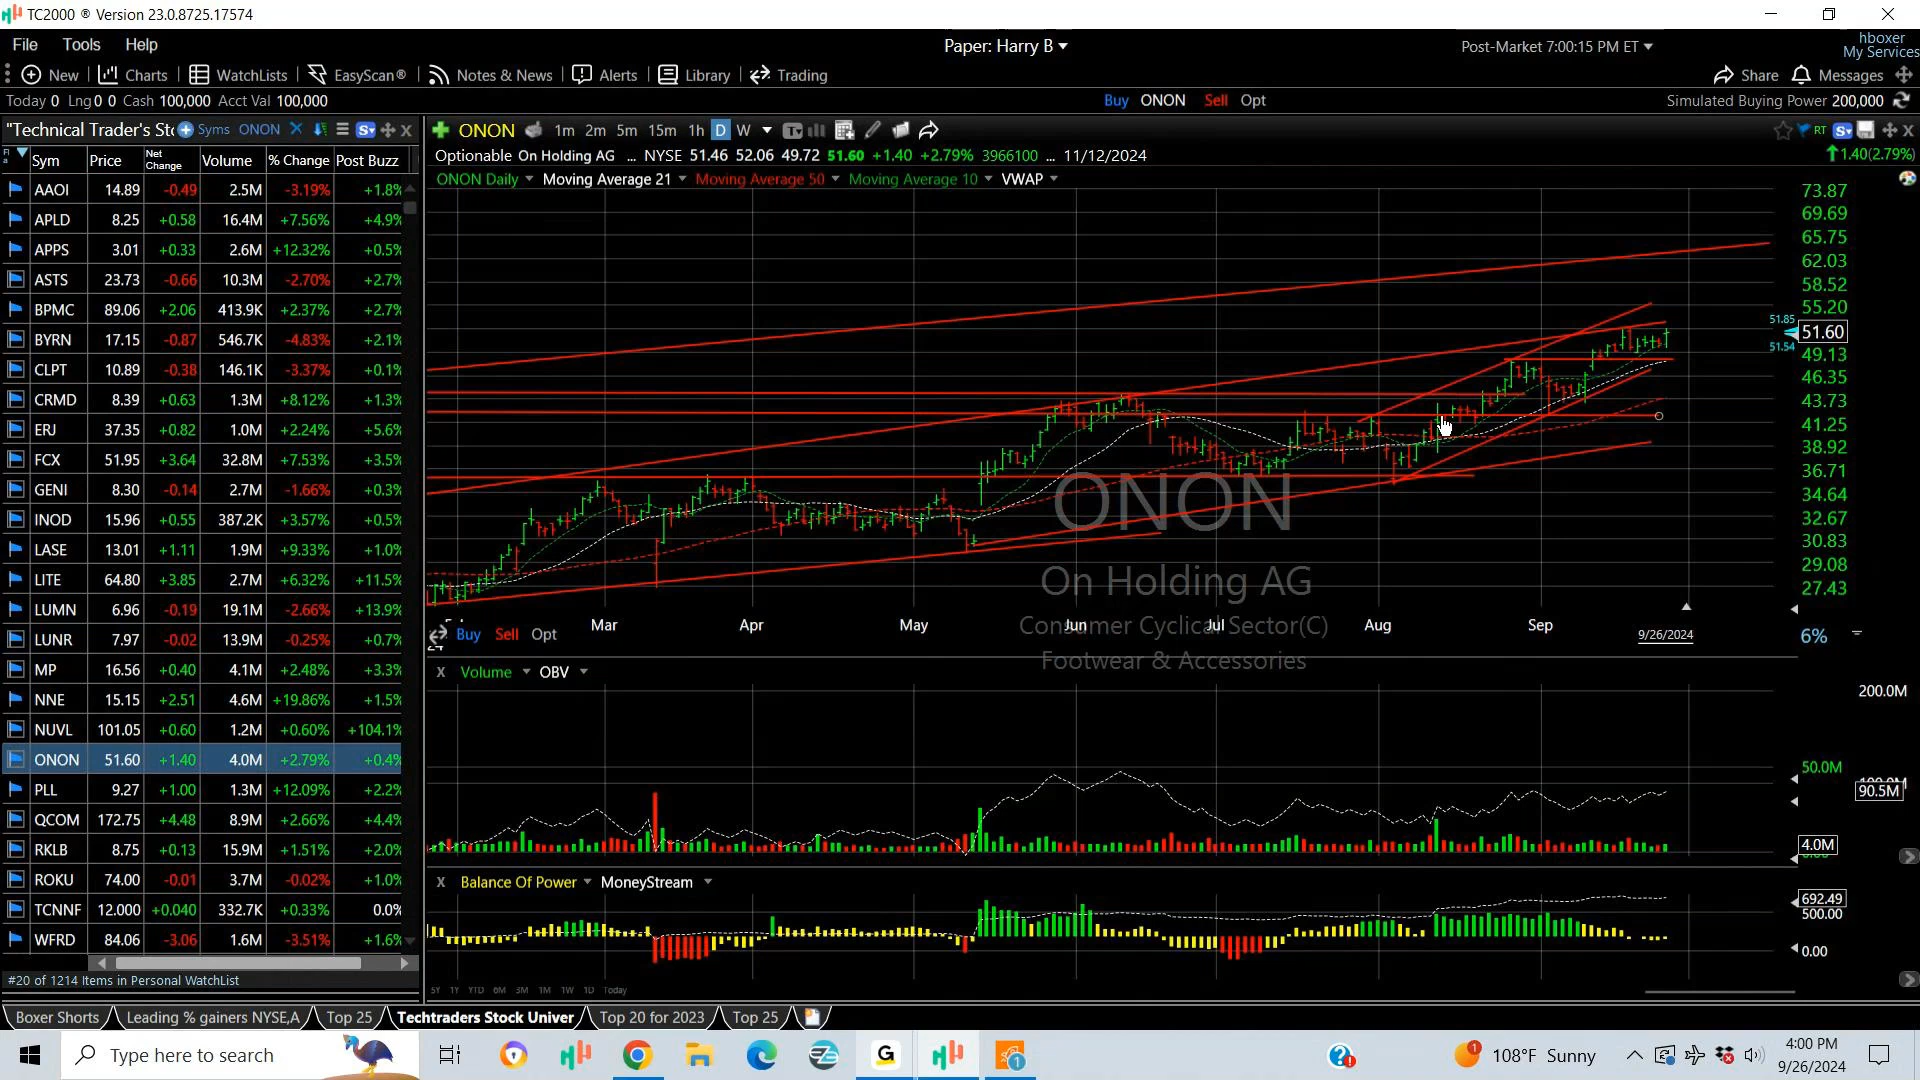 TC2000 ® Version 23.0.8725.17574
File Tools Help
Paper: Harry B
Post-Market 7:00:15 PM ET
hboxer
My Services
New Charts WatchLists EasyScan® Notes & News Alerts Library Trading
Share Messages
Today 0 Lng 0 0 Cash 100,000 Acct Val 100,000
Buy ONON Sell Opt
Simulated Buying Power 200,000
"Technical Trader's Sto Syms ONON
ONON 1m 2m 5m 15m 1h D W
RT
Sym Price Net Change Volume % Change Post Buzz
Optionable On Holding AG ... NYSE 51.46 52.06 49.72 51.60 +1.40 +2.79% 3966100 ... 11/12/2024
1.40(2.79%)
ONON Daily Moving Average 21 Moving Average 50 Moving Average 10 VWAP
AAOI 14.89 -0.49 2.5M -3.19% +1.8%
APLD 8.25 +0.58 16.4M +7.56% +4.9%
APPS 3.01 +0.33 2.6M +12.32% +0.5%
ASTS 23.73 -0.66 10.3M -2.70% +2.7%
BPMC 89.06 +2.06 413.9K +2.37% +2.7%
BYRN 17.15 -0.87 546.7K -4.83% +2.1%
CLPT 10.89 -0.38 146.1K -3.37% +0.1%
CRMD 8.39 +0.63 1.3M +8.12% +1.3%
ERJ 37.35 +0.82 1.0M +2.24% +5.6%
FCX 51.95 +3.64 32.8M +7.53% +3.5%
GENI 8.30 -0.14 2.7M -1.66% +0.3%
INOD 15.96 +0.55 387.2K +3.57% +0.5%
LASE 13.01 +1.11 1.9M +9.33% +1.0%
LITE 64.80 +3.85 2.7M +6.32% +11.5%
LUMN 6.96 -0.19 19.1M -2.66% +13.9%
LUNR 7.97 -0.02 13.9M -0.25% +0.7%
MP 16.56 +0.40 4.1M +2.48% +3.3%
NNE 15.15 +2.51 4.6M +19.86% +1.5%
NUVL 101.05 +0.60 1.2M +0.60% +104.1%
ONON 51.60 +1.40 4.0M +2.79% +0.4%
PLL 9.27 +1.00 1.3M +12.09% +2.2%
QCOM 172.75 +4.48 8.9M +2.66% +4.4%
RKLB 8.75 +0.13 15.9M +1.51% +2.0%
ROKU 74.00 -0.01 3.7M -0.02% +1.0%
TCNNF 12.000 +0.040 332.7K +0.33% 0.0%
WFRD 84.06 -3.06 1.6M -3.51% +1.6%
#20 of 1214 Items in Personal WatchList
73.87
69.69
65.75
62.03
58.52
55.20
51.85
51.60
51.54
49.13
46.35
43.73
41.25
38.92
36.71
34.64
32.67
30.83
29.08
27.43
ONON
On Holding AG
Consumer Cyclical Sector(C)
Footwear & Accessories
Mar Apr May Jun Jul Aug Sep
9/26/2024
24
Buy Sell Opt
6%
X Volume OBV
200.0M
50.0M
90.5M
4.0M
X Balance Of Power MoneyStream
692.49
500.00
0.00
5Y 1Y YTD 6M 3M 1M 1W 1D Today
Boxer Shorts Leading % gainers NYSE,A Top 25 Techtraders Stock Univer Top 20 for 2023 Top 25
Type here to search
1
108°F Sunny
4:00 PM
9/26/2024